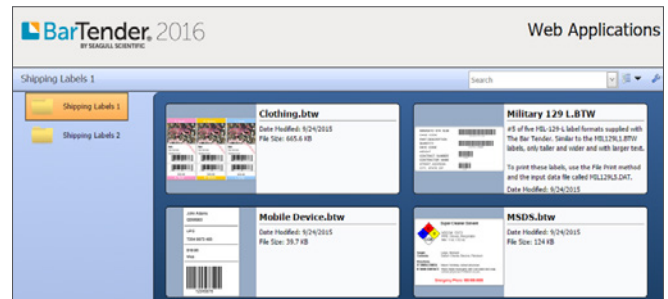 BarTender. 2016
BY SEAGULL SCIENTIFIC
Web Applications
Shipping Labels 1
Search
Shipping Labels 1
Shipping Labels 2
Clothing.btw
Date Modified: 9/24/2015
File Size: 665.6 KB
Military 129 L.BTW
#5 of five MIL-129-L label formats supplied with
The Bar Tender. Similar to the MIL129L1.BTW
labels, only taller and wider and with larger text.
To print these labels, use the File Print method
and the input data file called MIL129L5.DAT.
Date Modified: 9/24/2015
Mobile Device.btw
Date Modified: 9/24/2015
File Size: 39.7 KB
MSDS.btw
Date Modified: 9/24/2015
File Size: 124 KB